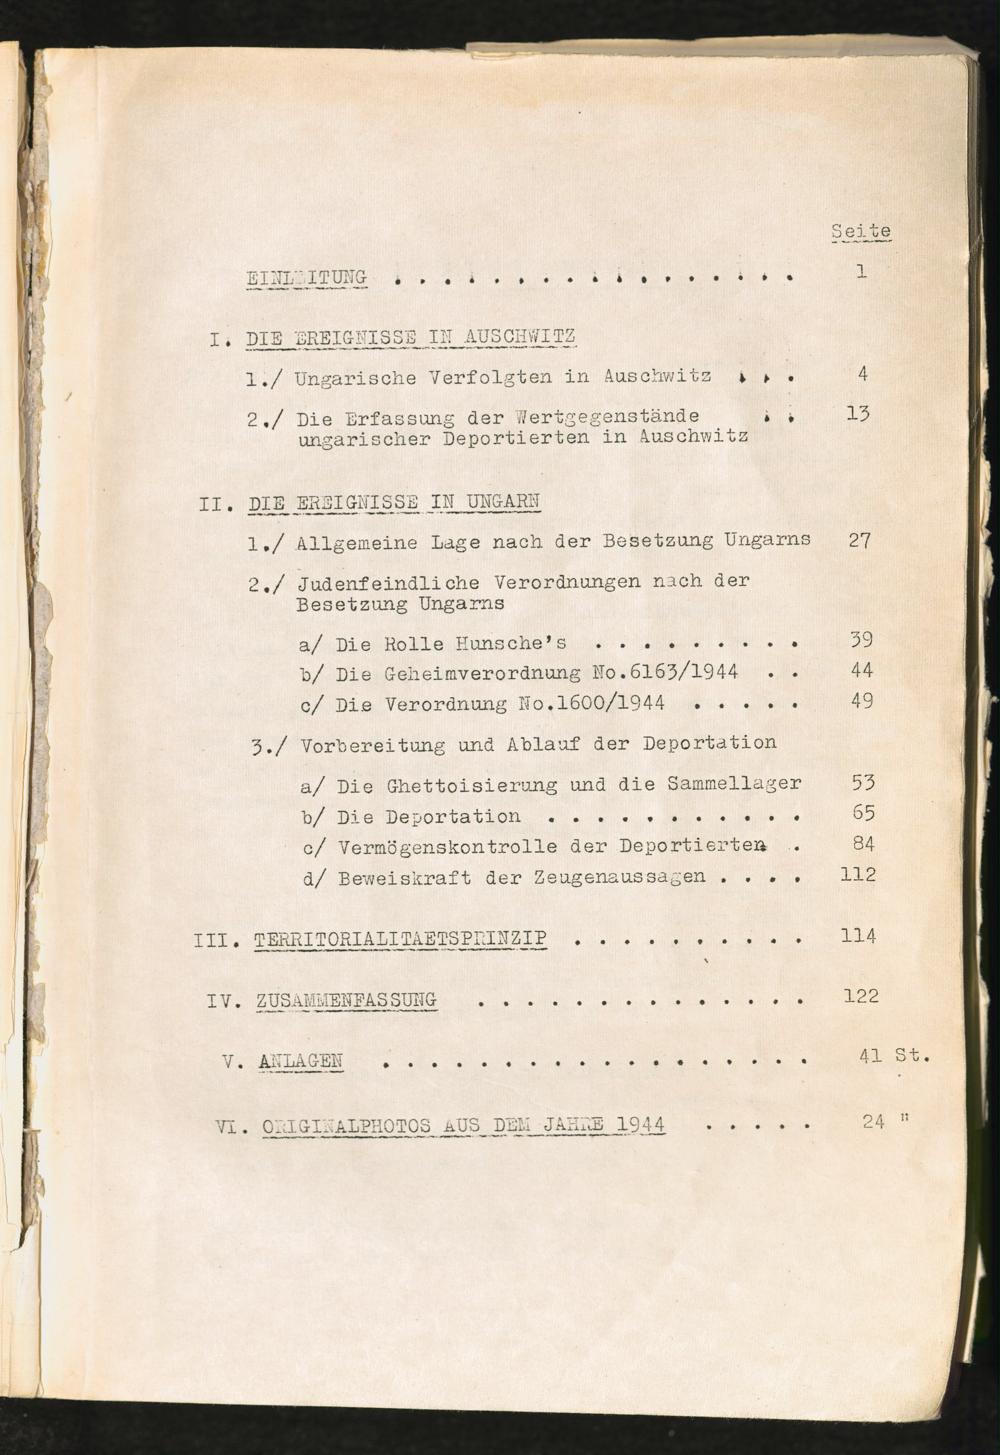 Seite
EINLEITUNG . . . . . . . . . . . . . . . . . 1
I. DIE EREIGNISSE IN AUSCHWITZ
1./ Ungarische Verfolgten in Auschwitz . . . 4
2./ Die Erfassung der Wertgegenstände . . 13
ungarischer Deportierten in Auschwitz
II. DIE EREIGNISSE IN UNGARN
1./ Allgemeine Lage nach der Besetzung Ungarns 27
2./ Judenfeindliche Verordnungen nach der
Besetzung Ungarns
a/ Die Rolle Hunsche's . . . . . . . . . 39
b/ Die Geheimverordnung No.6163/1944 . . 44
c/ Die Verordnung No.1600/1944 . . . . . 49
3./ Vorbereitung und Ablauf der Deportation
a/ Die Ghettoisierung und die Sammellager 53
b/ Die Deportation . . . . . . . . . . . 65
c/ Vermögenskontrolle der Deportierten . 84
d/ Beweiskraft der Zeugenaussagen . . . . 112
III. TERRITORIALITAETSPRINZIP . . . . . . . . . . 114
IV. ZUSAMMENFASSUNG . . . . . . . . . . . . . . 122
V. ANLAGEN . . . . . . . . . . . . . . . . . . 41 St.
VI. ORIGINALPHOTOS AUS DEM JAHRE 1944 . . . . . 24 "